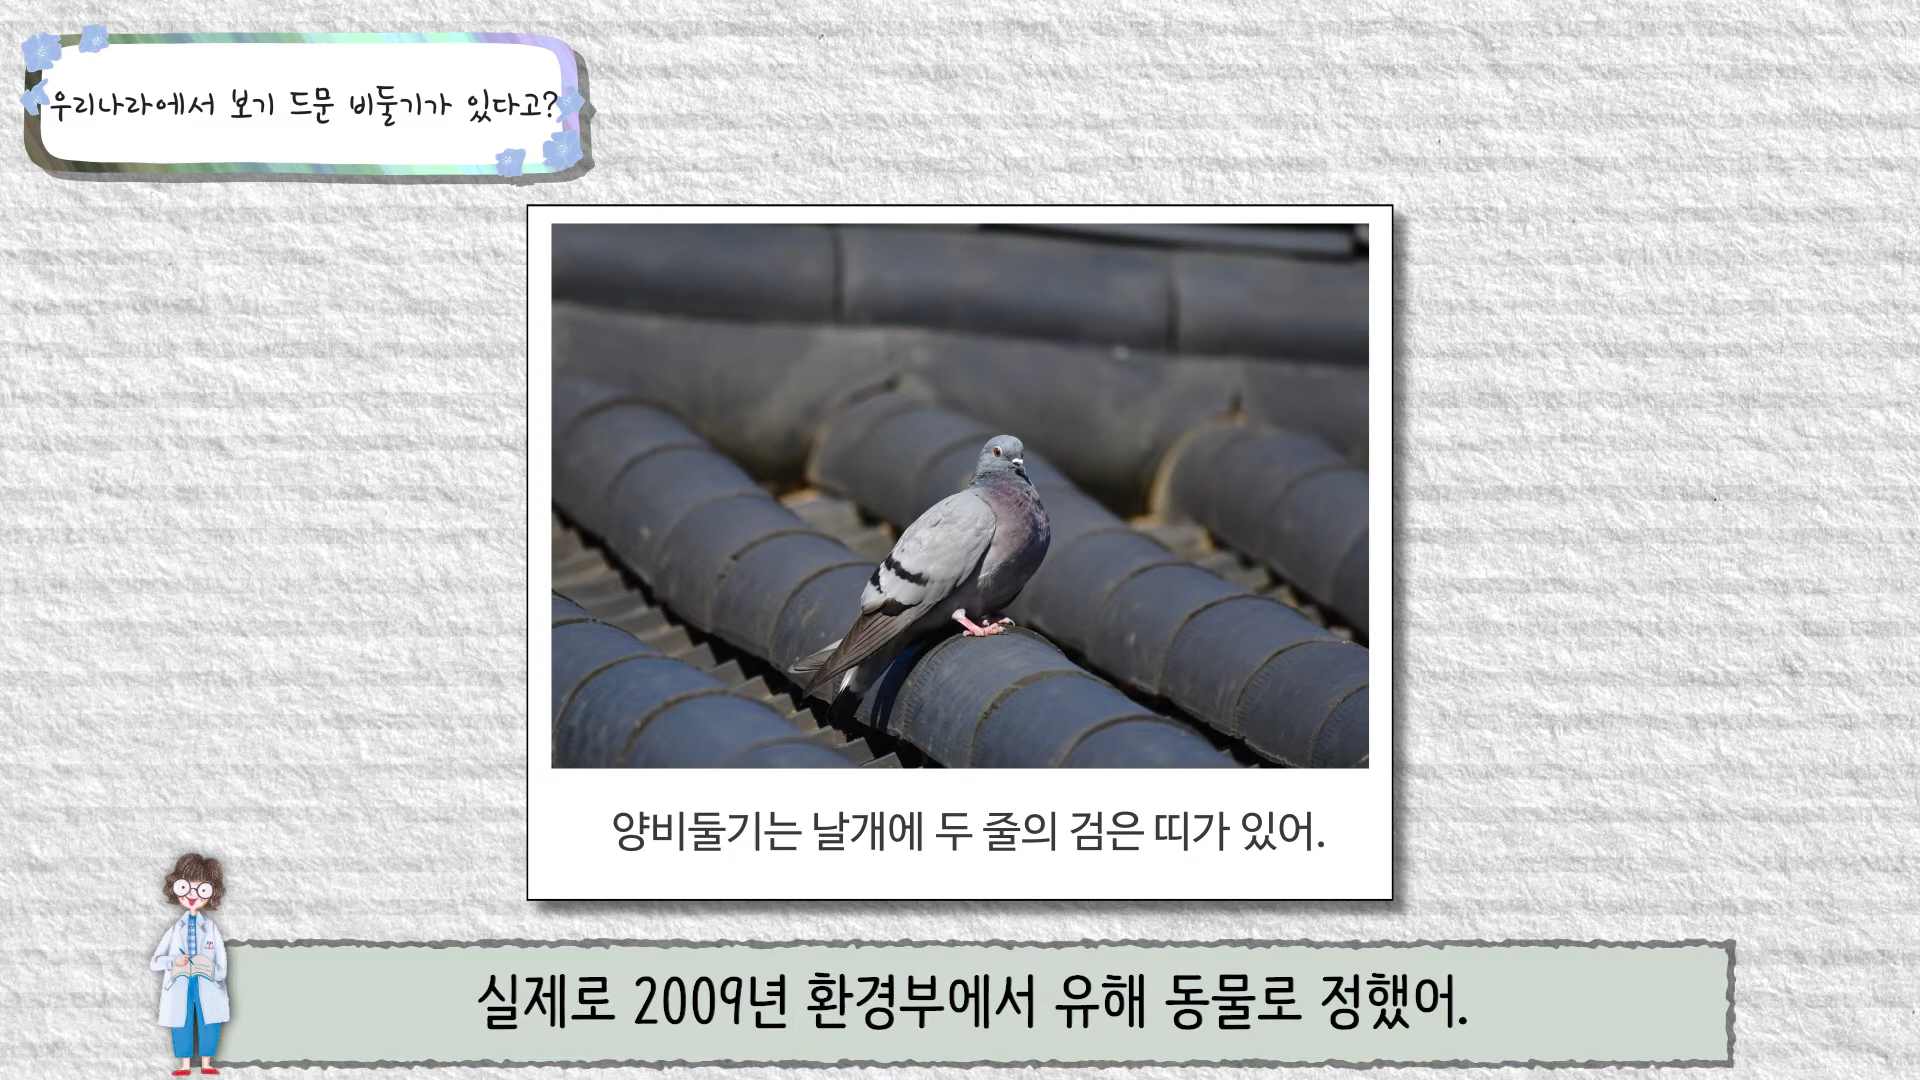 우리나라에서 보기 드문 비둘기가 있다고?
양비둘기는 날개에 두 줄의 검은 띠가 있어.
실제로 2009년 환경부에서 유해 동물로 정했어.